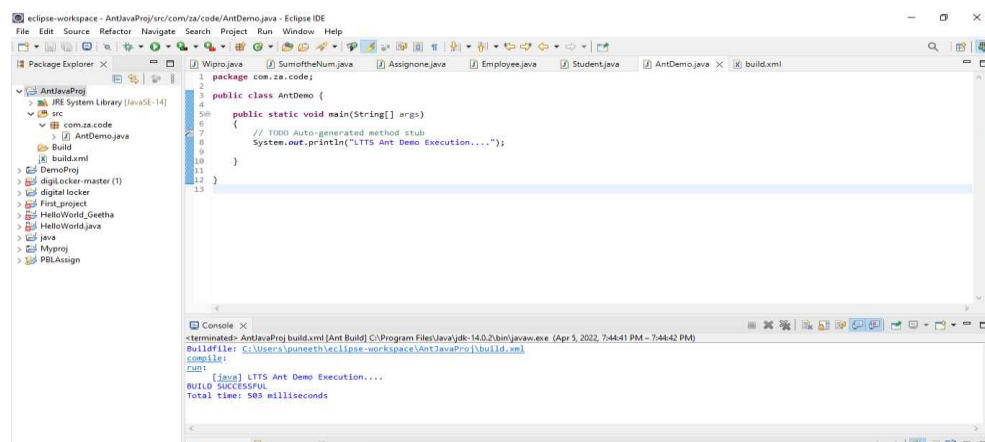 eclipse-workspace - AntJavaProj/src/com/za/code/AntDemo.java - Eclipse IDE
File Edit Source Refactor Navigate Search Project Run Window Help
Package Explorer
Wipro.java SumoftheNum.java Assignone.java Employee.java Student.java AntDemo.java build.xml
AntJavaProj
JRE System Library [JavaSE-14]
src
com.za.code
AntDemo.java
Build
build.xml
DemoProj
digiLocker-master (1)
digital locker
First_project
HelloWorld_Geetha
HelloWorld.java
java
Myproj
PBLAssign
1 package com.za.code;
2
3 public class AntDemo {
4
5 public static void main(String[] args)
6 {
7 // TODO Auto-generated method stub
8 System.out.println("LTTS Ant Demo Execution....");
9
10 }
11
12 }
13
Console
<terminated> AntJavaProj build.xml [Ant Build] C:\Program Files\Java\jdk-14.0.2\bin\javaw.exe (Apr 5, 2022, 7:44:41 PM – 7:44:42 PM)
Buildfile: C:\Users\puneeth\eclipse-workspace\AntJavaProj\build.xml
compile:
run:
[java] LTTS Ant Demo Execution....
BUILD SUCCESSFUL
Total time: 503 milliseconds